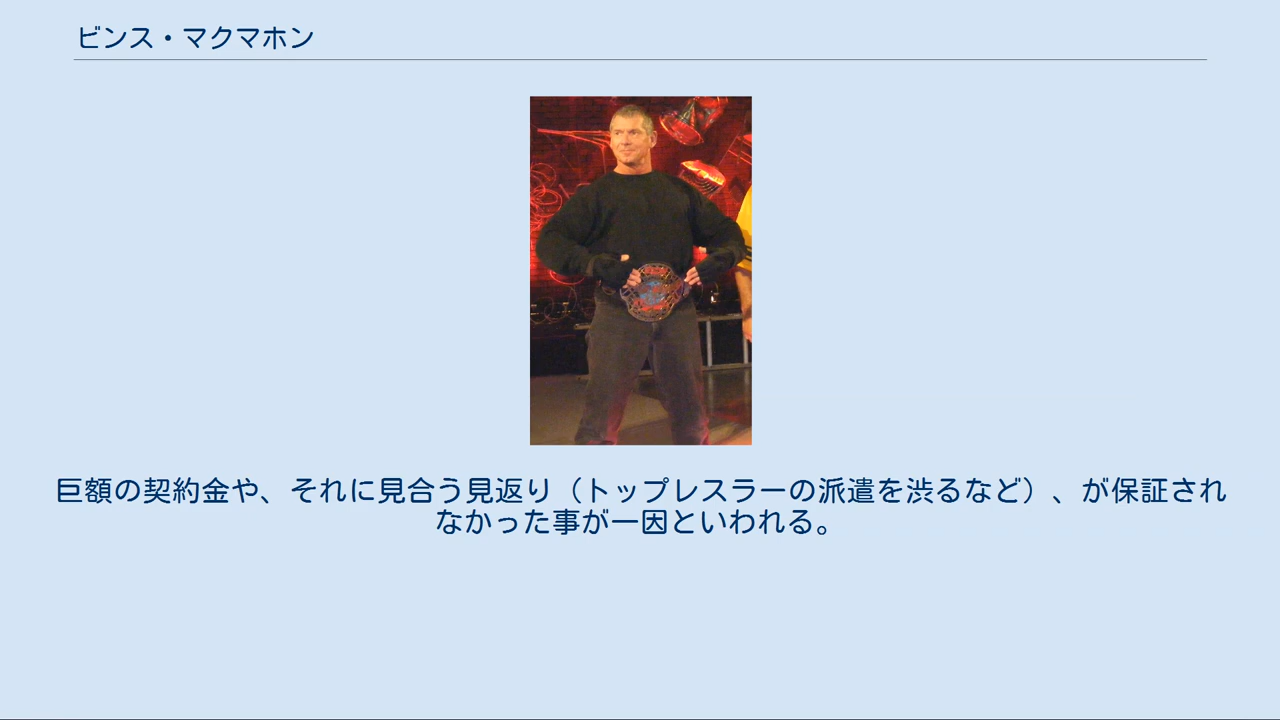 ビンス・マクマホン
巨額の契約金や、それに見合う見返り（トップレスラーの派遣を渋るなど）、が保証され
なかった事が一因といわれる。